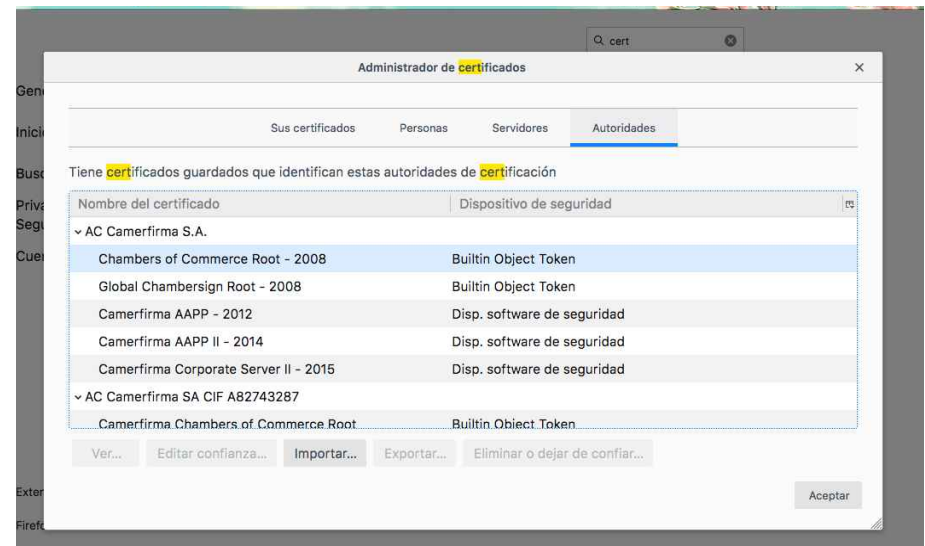 cert
Administrador de certificados
Gene
Inici
Sus certificados Personas Servidores Autoridades
Busc
Tiene certificados guardados que identifican estas autoridades de certificación
Priva
Nombre del certificado Dispositivo de seguridad
Segu
AC Camerfirma S.A.
Cuen
Chambers of Commerce Root - 2008 Builtin Object Token
Global Chambersign Root - 2008 Builtin Object Token
Camerfirma AAPP - 2012 Disp. software de seguridad
Camerfirma AAPP II - 2014 Disp. software de seguridad
Camerfirma Corporate Server II - 2015 Disp. software de seguridad
AC Camerfirma SA CIF A82743287
Camerfirma Chambers of Commerce Root Builtin Object Token
Ver... Editar confianza... Importar... Exportar... Eliminar o dejar de confiar...
Exter
Aceptar
Firefo